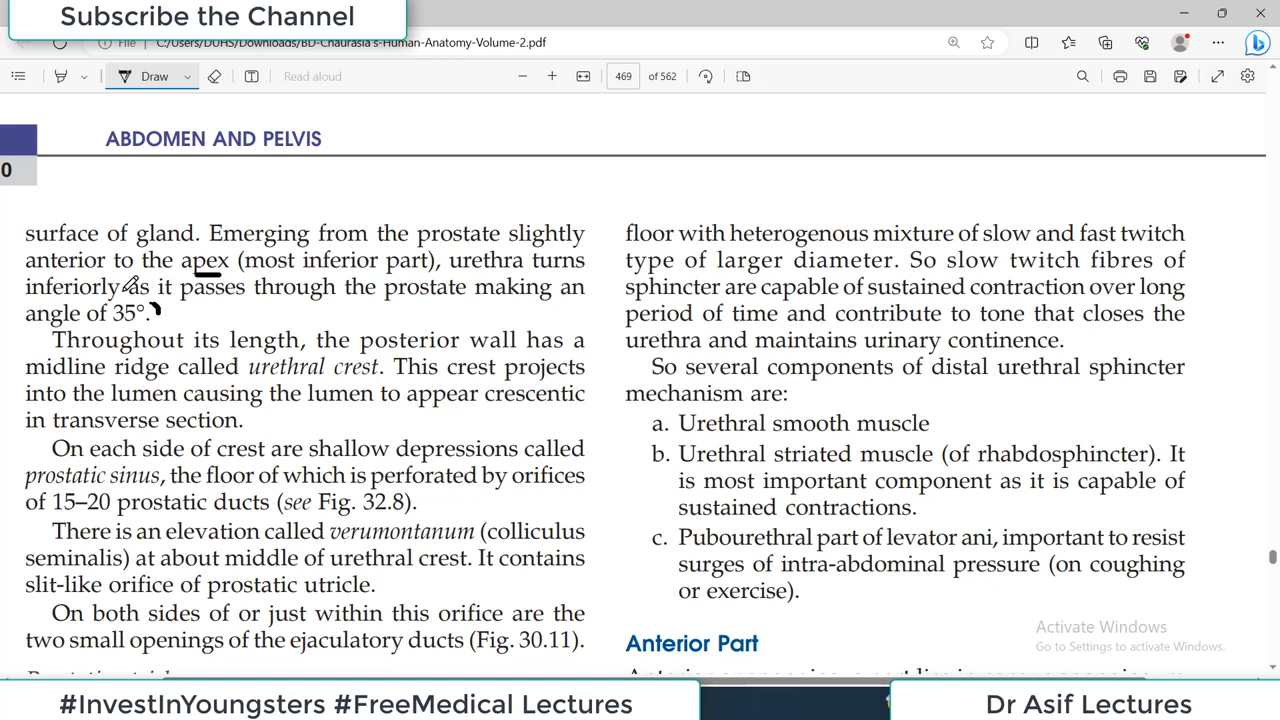 Subscribe the Channel
File C:/Users/DUHS/Downloads/BD-Chaurasia's-Human-Anatomy-Volume-2.pdf
Draw
Read aloud
469 of 562
ABDOMEN AND PELVIS
0
surface of gland. Emerging from the prostate slightly
anterior to the apex (most inferior part), urethra turns
inferiorly as it passes through the prostate making an
angle of 35°.
Throughout its length, the posterior wall has a
midline ridge called urethral crest. This crest projects
into the lumen causing the lumen to appear crescentic
in transverse section.
On each side of crest are shallow depressions called
prostatic sinus, the floor of which is perforated by orifices
of 15–20 prostatic ducts (see Fig. 32.8).
There is an elevation called verumontanum (colliculus
seminalis) at about middle of urethral crest. It contains
slit-like orifice of prostatic utricle.
On both sides of or just within this orifice are the
two small openings of the ejaculatory ducts (Fig. 30.11).
floor with heterogenous mixture of slow and fast twitch
type of larger diameter. So slow twitch fibres of
sphincter are capable of sustained contraction over long
period of time and contribute to tone that closes the
urethra and maintains urinary continence.
So several components of distal urethral sphincter
mechanism are:
a. Urethral smooth muscle
b. Urethral striated muscle (of rhabdosphincter). It
is most important component as it is capable of
sustained contractions.
c. Pubourethral part of levator ani, important to resist
surges of intra-abdominal pressure (on coughing
or exercise).
Anterior Part
Activate Windows
Go to Settings to activate Windows.
#InvestInYoungsters #FreeMedical Lectures
Dr Asif Lectures